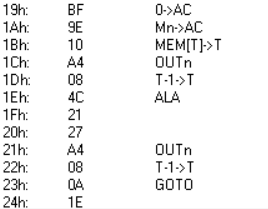 19h: BF 0->AC
1Ah: 9E Mn->AC
1Bh: 10 MEM[T]->T
1Ch: A4 OUTn
1Dh: 08 T-1->T
1Eh: 4C ALA
1Fh: 21
20h: 27
21h: A4 OUTn
22h: 08 T-1->T
23h: 0A GOTO
24h: 1E